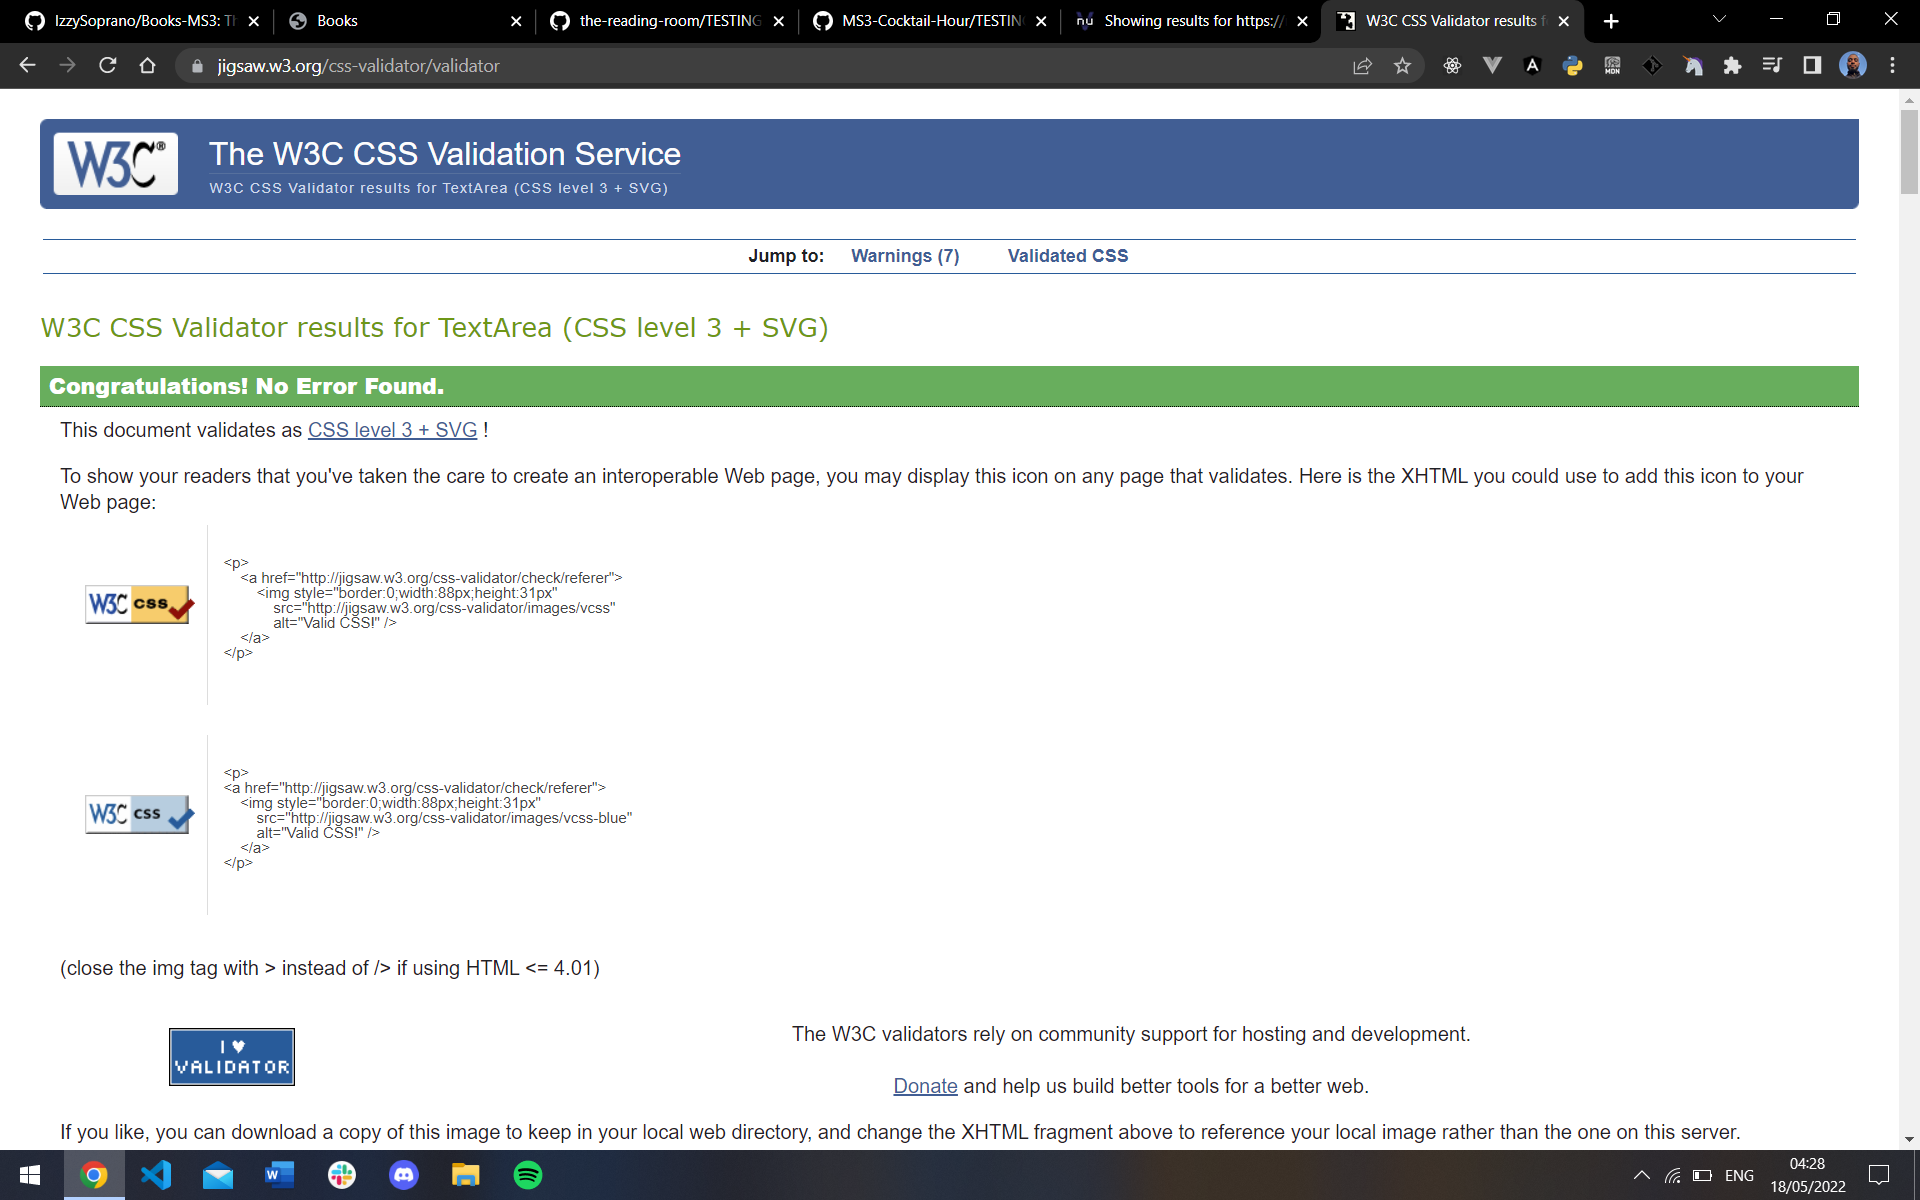 IzzySoprano/Books-MS3: Th
Books
the-reading-room/TESTING
MS3-Cocktail-Hour/TESTIN
Showing results for https://
W3C CSS Validator results f
jigsaw.w3.org/css-validator/validator
W3C®
The W3C CSS Validation Service
W3C CSS Validator results for TextArea (CSS level 3 + SVG)
Jump to: Warnings (7) Validated CSS
W3C CSS Validator results for TextArea (CSS level 3 + SVG)
Congratulations! No Error Found.
This document validates as CSS level 3 + SVG !
To show your readers that you've taken the care to create an interoperable Web page, you may display this icon on any page that validates. Here is the XHTML you could use to add this icon to your
Web page:
W3C css
<p>
<a href="http://jigsaw.w3.org/css-validator/check/referer">
<img style="border:0;width:88px;height:31px"
src="http://jigsaw.w3.org/css-validator/images/vcss"
alt="Valid CSS!" />
</a>
</p>
W3C css
<p>
<a href="http://jigsaw.w3.org/css-validator/check/referer">
<img style="border:0;width:88px;height:31px"
src="http://jigsaw.w3.org/css-validator/images/vcss-blue"
alt="Valid CSS!" />
</a>
</p>
(close the img tag with > instead of /> if using HTML <= 4.01)
I ♥
VALIDATOR
The W3C validators rely on community support for hosting and development.
Donate and help us build better tools for a better web.
If you like, you can download a copy of this image to keep in your local web directory, and change the XHTML fragment above to reference your local image rather than the one on this server.
ENG
04:28
18/05/2022